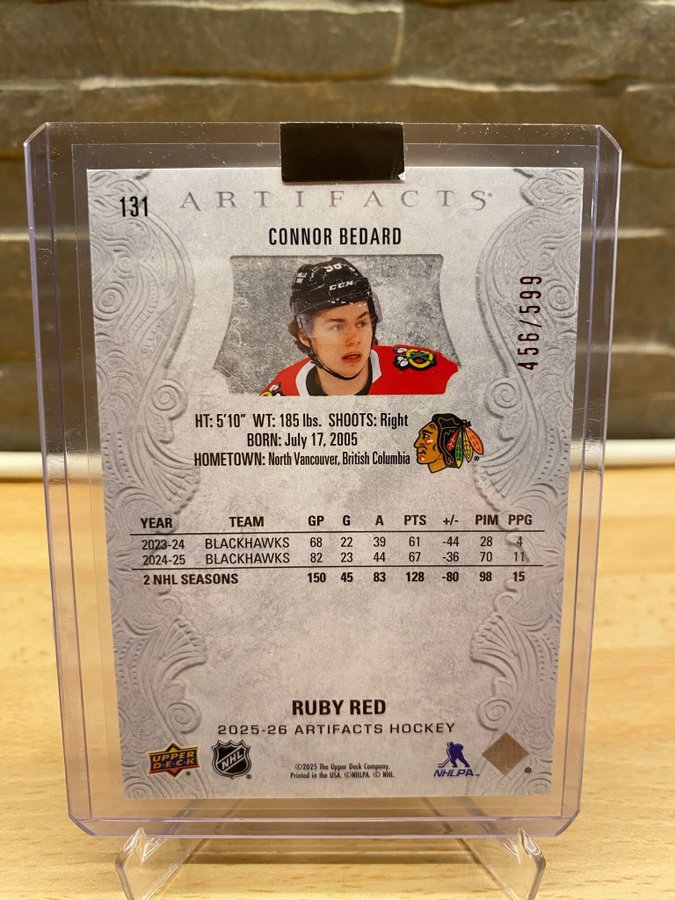 131
ARTIFACTS
CONNOR BEDARD
CCM
456/599
HT: 5'10" WT: 185 lbs. SHOOTS: Right
BORN: July 17, 2005
HOMETOWN: North Vancouver, British Columbia
YEAR TEAM GP G A PTS +/- PIM PPG
2023-24 BLACKHAWKS 68 22 39 61 -44 28 4
2024-25 BLACKHAWKS 82 23 44 67 -36 70 11
2 NHL SEASONS 150 45 83 128 -80 98 15
RUBY RED
2025-26 ARTIFACTS HOCKEY
UPPER DECK
NHL
©2025 The Upper Deck Company.
Printed in the USA. ©NHLPA. © NHL.
NHLPA